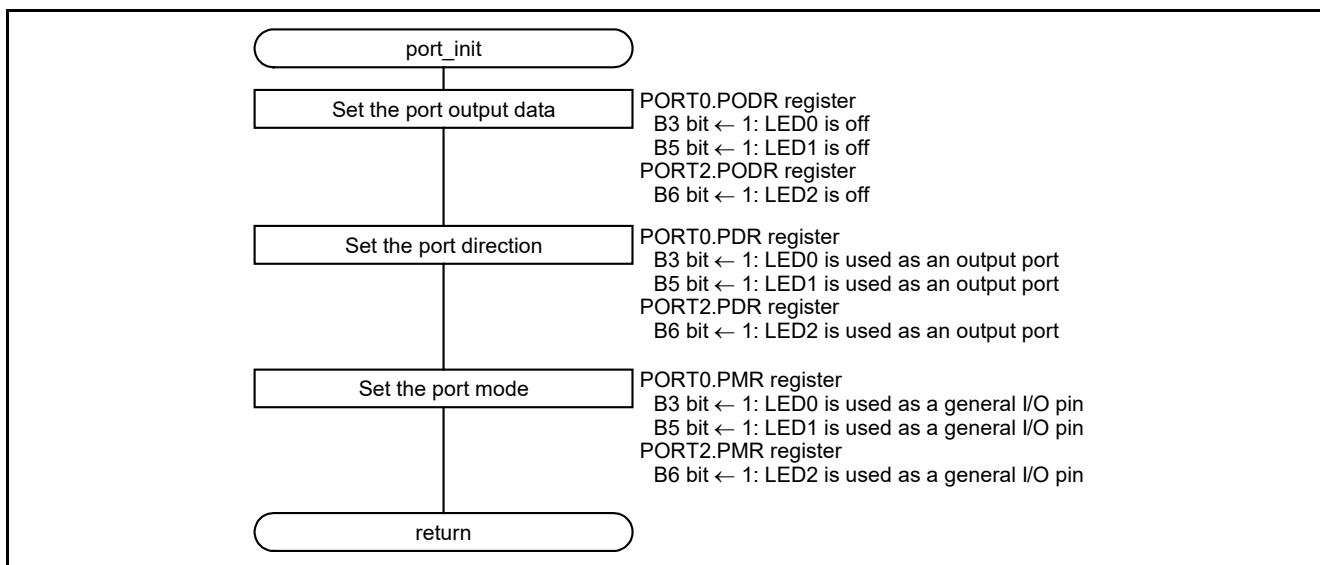 port_init
Set the port output data
PORT0.PODR register
B3 bit ← 1: LED0 is off
B5 bit ← 1: LED1 is off
PORT2.PODR register
B6 bit ← 1: LED2 is off
Set the port direction
PORT0.PDR register
B3 bit ← 1: LED0 is used as an output port
B5 bit ← 1: LED1 is used as an output port
PORT2.PDR register
B6 bit ← 1: LED2 is used as an output port
Set the port mode
PORT0.PMR register
B3 bit ← 1: LED0 is used as a general I/O pin
B5 bit ← 1: LED1 is used as a general I/O pin
PORT2.PMR register
B6 bit ← 1: LED2 is used as a general I/O pin
return